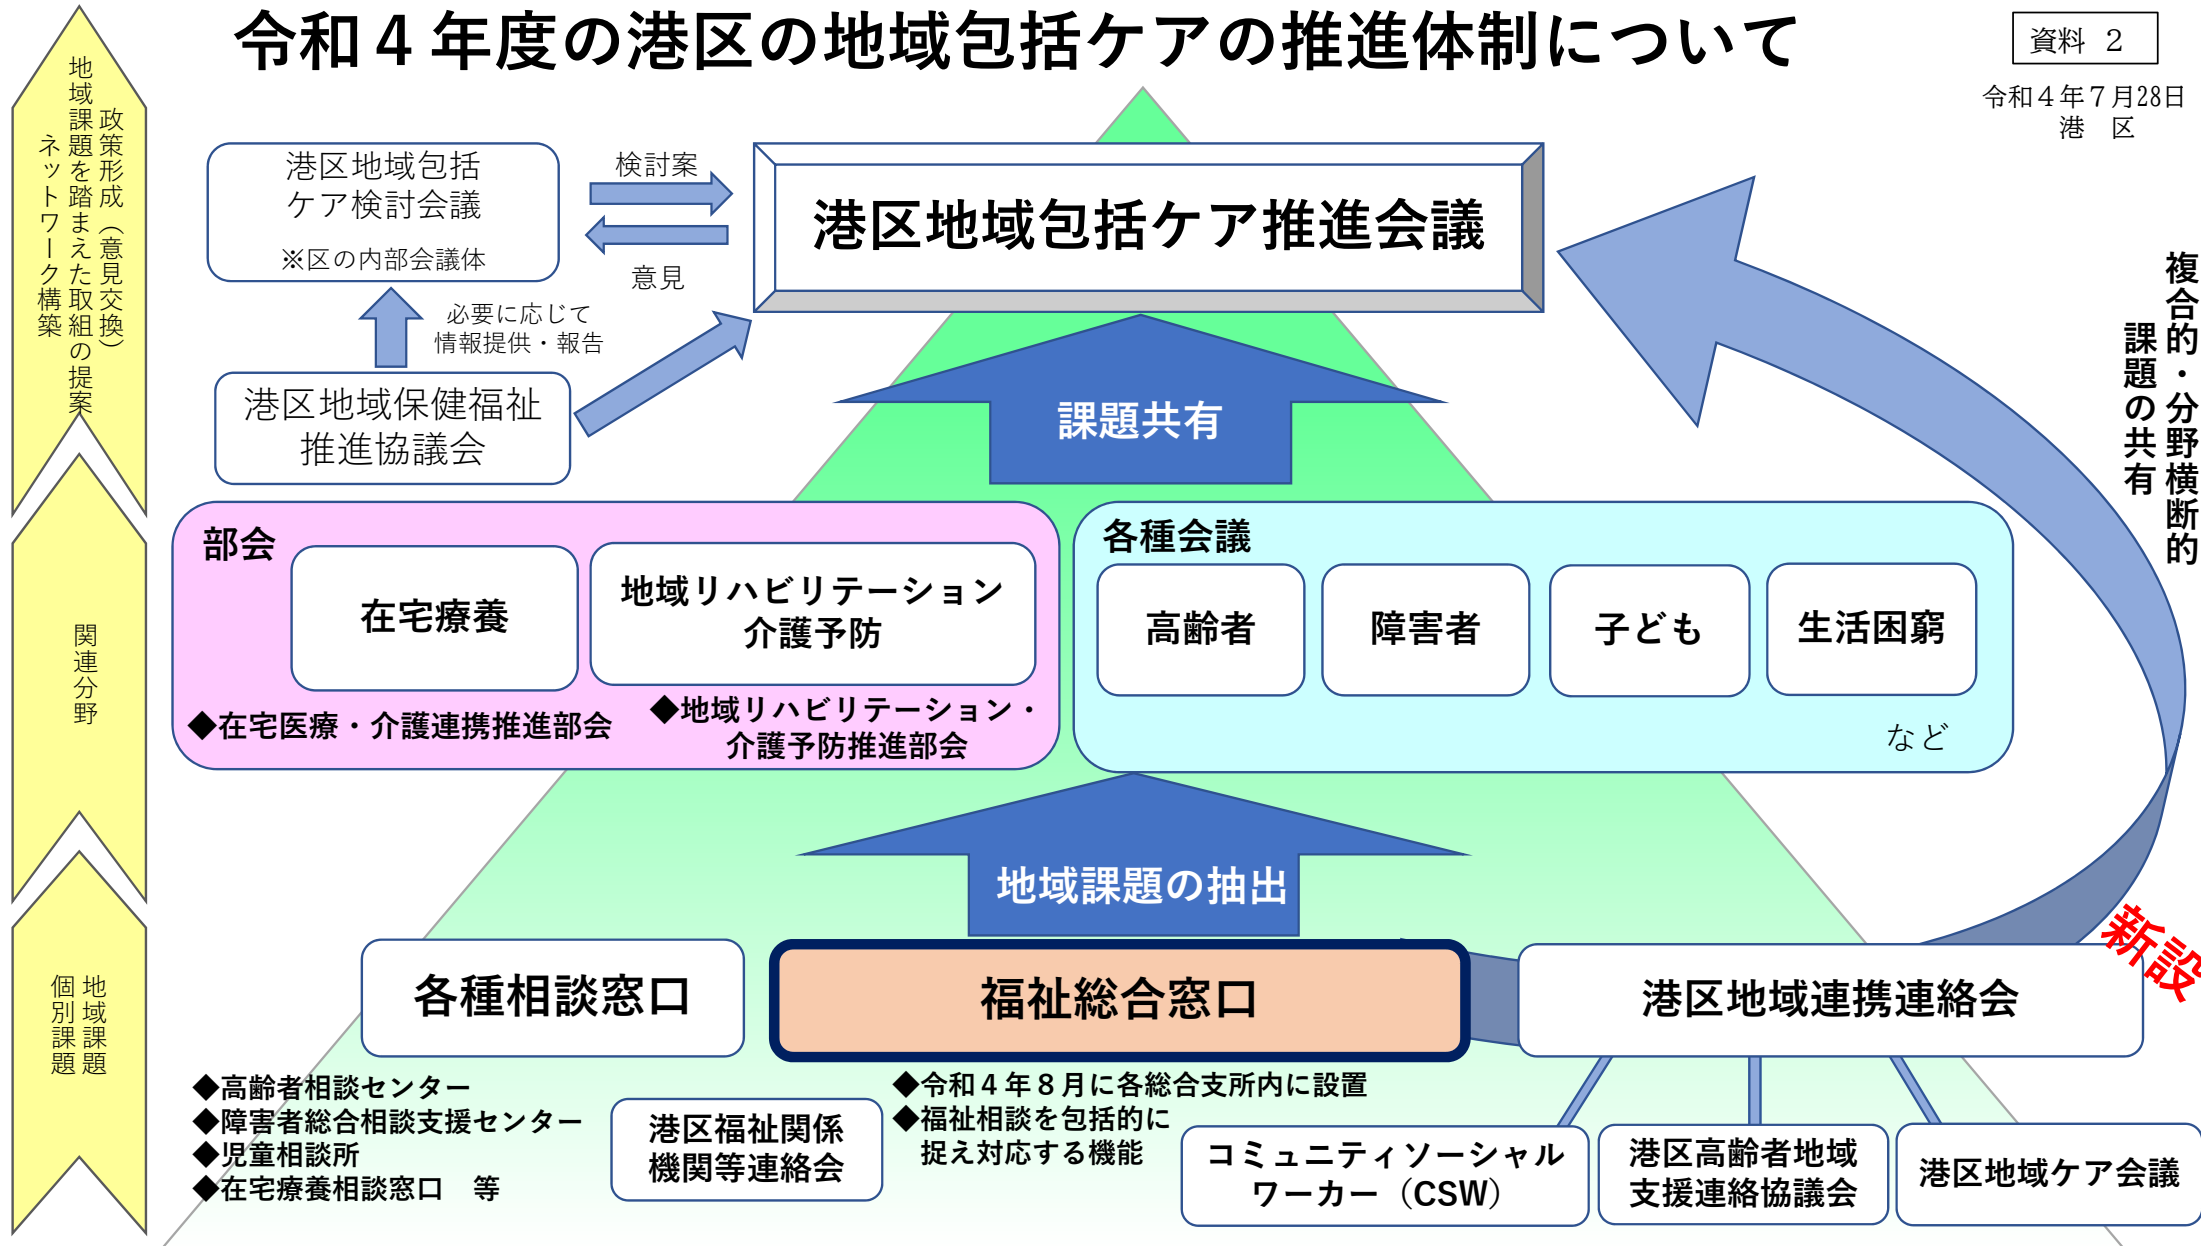 令和４年度の港区の地域包括ケアの推進体制について
資料 2
令和４年７月28日
港 区
政策形成（意見交換）
地域課題を踏まえた取組の提案
ネットワーク構築
港区地域包括
ケア検討会議
※区の内部会議体
検討案
意見
港区地域包括ケア推進会議
必要に応じて
情報提供・報告
港区地域保健福祉
推進協議会
課題共有
複合的・分野横断的
課題の共有
関連分野
部会
在宅療養
地域リハビリテーション
介護予防
◆在宅医療・介護連携推進部会
◆地域リハビリテーション・
介護予防推進部会
各種会議
高齢者
障害者
子ども
生活困窮
など
地域課題の抽出
地域課題
個別課題
各種相談窓口
福祉総合窓口
港区地域連携連絡会
新設
◆高齢者相談センター
◆障害者総合相談支援センター
◆児童相談所
◆在宅療養相談窓口 等
港区福祉関係
機関等連絡会
◆令和４年８月に各総合支所内に設置
◆福祉相談を包括的に
捉え対応する機能
コミュニティソーシャル
ワーカー（CSW）
港区高齢者地域
支援連絡協議会
港区地域ケア会議